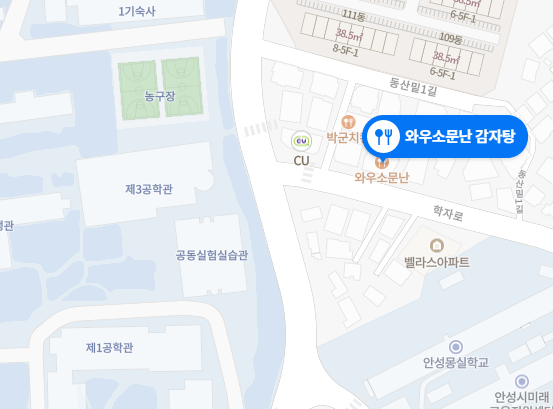 1기숙사
111동
38.5㎡
8-5F-1
6-5F-1
109동
38.5㎡
6-5F-1
동산밑1길
농구장
박군치
와우소문난 감자탕
CU
CU
와우소문난
동산밑1길
제3공학관
학자로
공동실험실습관
벨라스아파트
제1공학관
안성몽실학교
안성시미래